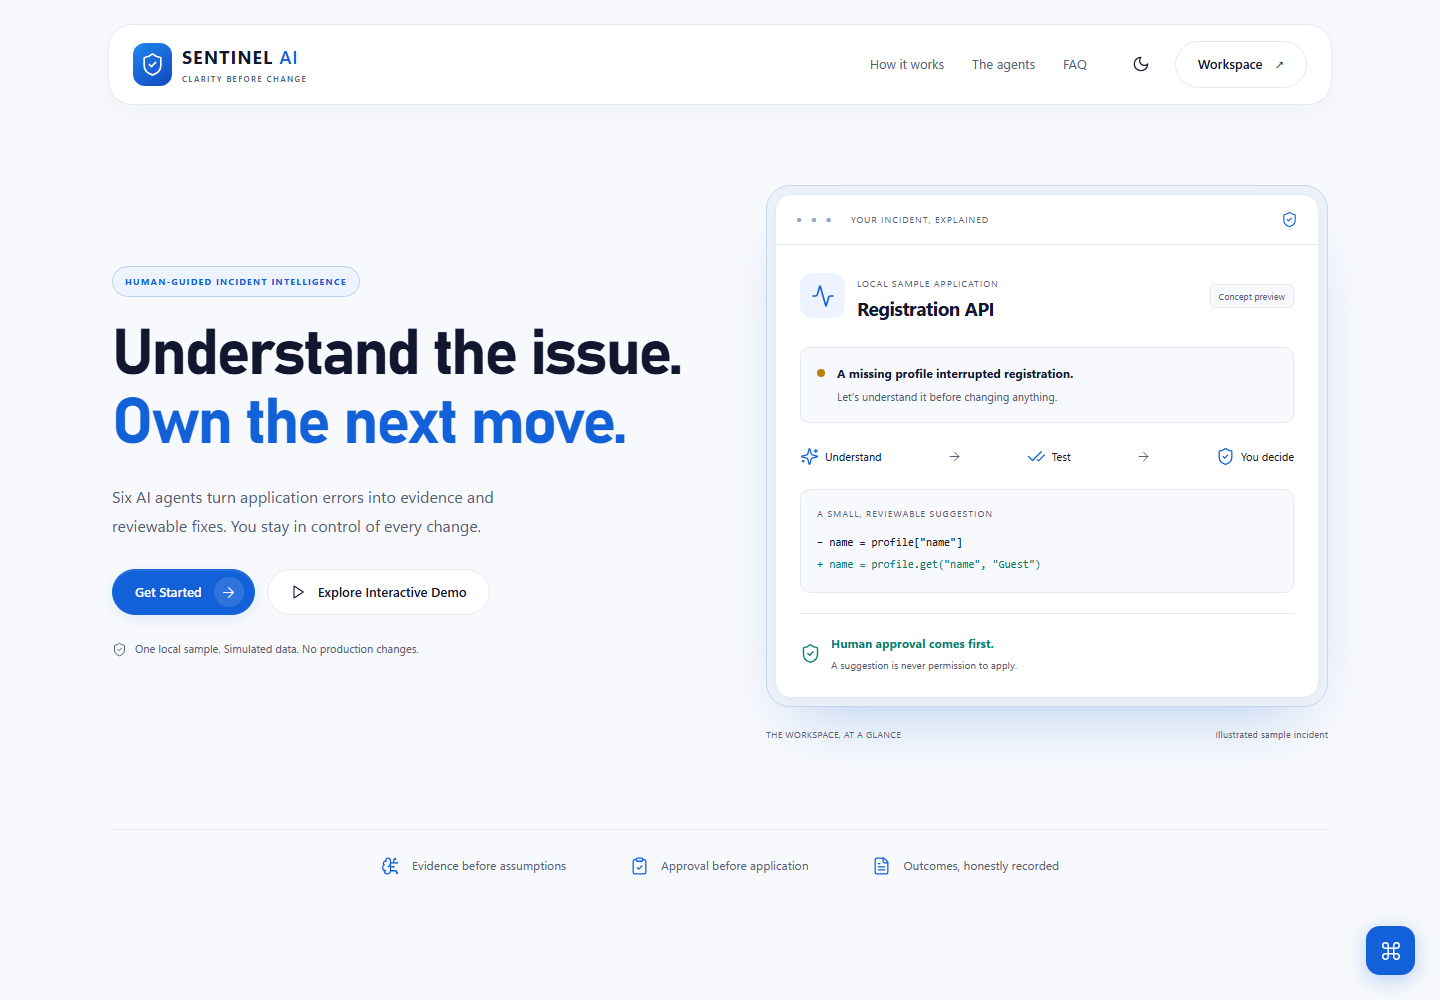 SENTINEL AI
CLARITY BEFORE CHANGE
How it works
The agents
FAQ
Workspace ↗
HUMAN-GUIDED INCIDENT INTELLIGENCE
Understand the issue.
Own the next move.
Six AI agents turn application errors into evidence and
reviewable fixes. You stay in control of every change.
Get Started
Explore Interactive Demo
One local sample. Simulated data. No production changes.
YOUR INCIDENT, EXPLAINED
LOCAL SAMPLE APPLICATION
Registration API
Concept preview
A missing profile interrupted registration.
Let's understand it before changing anything.
Understand
Test
You decide
A SMALL, REVIEWABLE SUGGESTION
− name = profile["name"]
+ name = profile.get("name", "Guest")
Human approval comes first.
A suggestion is never permission to apply.
THE WORKSPACE, AT A GLANCE
Illustrated sample incident
Evidence before assumptions
Approval before application
Outcomes, honestly recorded